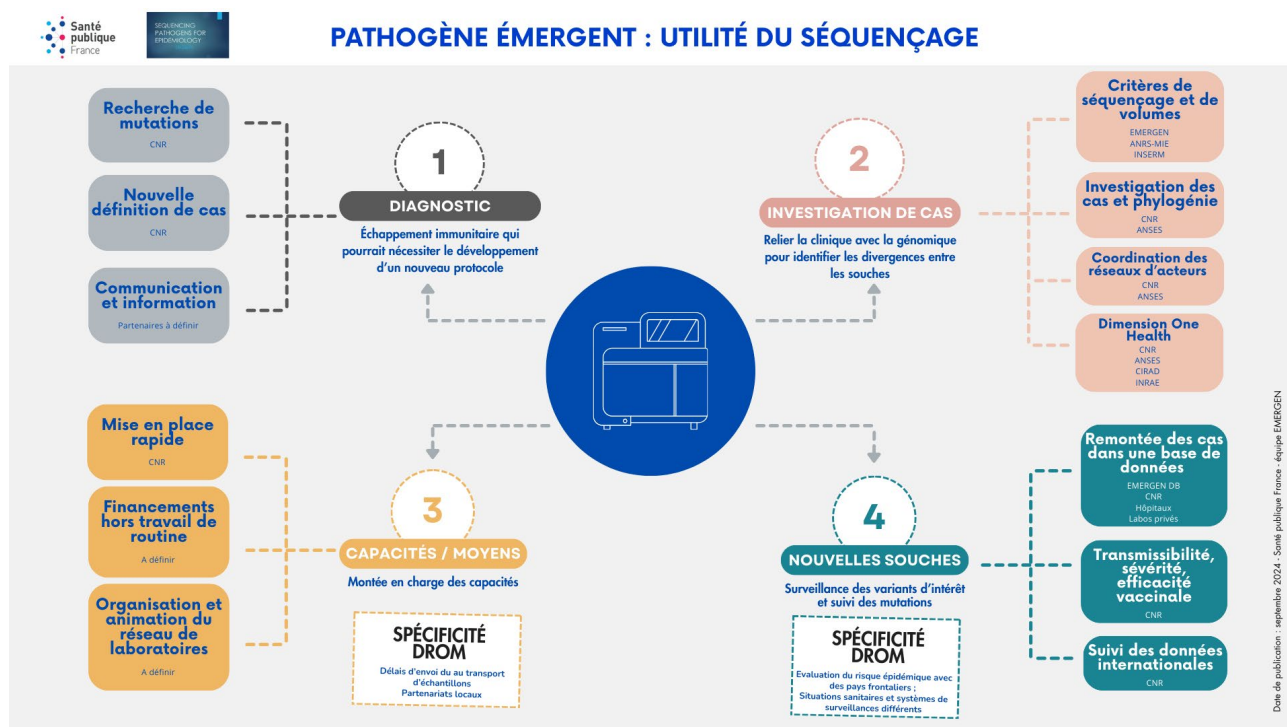 Santé
publique
France
SEQUENCING
PATHOGENS FOR
EPIDEMIOLOGY
PATHOGÈNE ÉMERGENT : UTILITÉ DU SÉQUENÇAGE
Recherche de
mutations
CNR
Nouvelle
définition de cas
CNR
Communication
et information
Partenaires à définir
1
DIAGNOSTIC
Échappement immunitaire qui
pourrait nécessiter le développement
d'un nouveau protocole
2
INVESTIGATION DE CAS
Relier la clinique avec la génomique
pour identifier les divergences entre
les souches
Critères de
séquençage et de
volumes
EMERGEN
ANRS-MIE
INSERM
Investigation des
cas et phylogénie
CNR
ANSES
Coordination des
réseaux d'acteurs
CNR
ANSES
Dimension One
Health
CNR
ANSES
CIRAD
INRAE
Mise en place
rapide
CNR
Financements
hors travail de
routine
A définir
Organisation et
animation du
réseau de
laboratoires
A définir
3
CAPACITÉS / MOYENS
Montée en charge des capacités
SPÉCIFICITÉ
DROM
Délais d'envoi du au transport
d'échantillons
Partenariats locaux
4
NOUVELLES SOUCHES
Surveillance des variants d'intérêt
et suivi des mutations
SPÉCIFICITÉ
DROM
Evaluation du risque épidémique avec
des pays frontaliers ;
Situations sanitaires et systèmes de
surveillances différents
Remontée des cas
dans une base de
données
EMERGEN DB
CNR
Hôpitaux
Labos privés
Transmissibilité,
sévérité,
efficacité
vaccinale
CNR
Suivi des données
internationales
CNR
Date de publication : septembre 2024 - Santé publique France - équipe EMERGEN